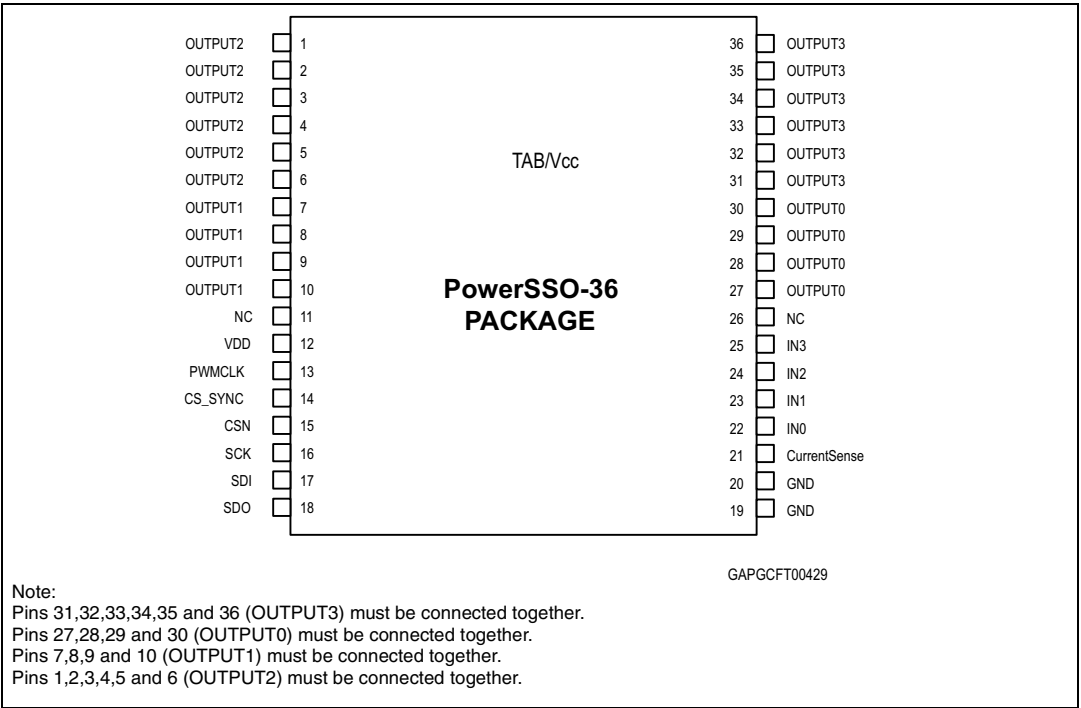 OUTPUT2 1 36 OUTPUT3
OUTPUT2 2 35 OUTPUT3
OUTPUT2 3 34 OUTPUT3
OUTPUT2 4 33 OUTPUT3
OUTPUT2 5 32 OUTPUT3
TAB/Vcc
OUTPUT2 6 31 OUTPUT3
OUTPUT1 7 30 OUTPUT0
OUTPUT1 8 29 OUTPUT0
OUTPUT1 9 28 OUTPUT0
OUTPUT1 10 27 OUTPUT0
PowerSSO-36
PACKAGE
NC 11 26 NC
VDD 12 25 IN3
PWMCLK 13 24 IN2
CS_SYNC 14 23 IN1
CSN 15 22 IN0
SCK 16 21 CurrentSense
SDI 17 20 GND
SDO 18 19 GND
GAPGCFT00429
Note:
Pins 31,32,33,34,35 and 36 (OUTPUT3) must be connected together.
Pins 27,28,29 and 30 (OUTPUT0) must be connected together.
Pins 7,8,9 and 10 (OUTPUT1) must be connected together.
Pins 1,2,3,4,5 and 6 (OUTPUT2) must be connected together.